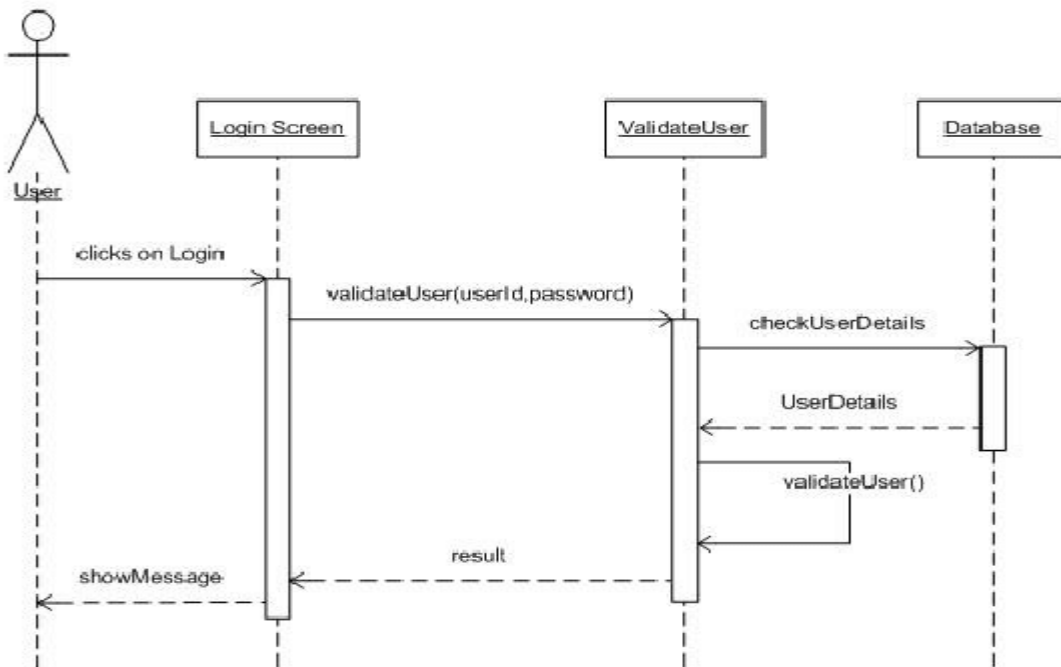 Login Screen
ValidateUser
Database
User
clicks on Login
validateUser(userId,password)
checkUserDetails
UserDetails
validateUser()
result
showMessage